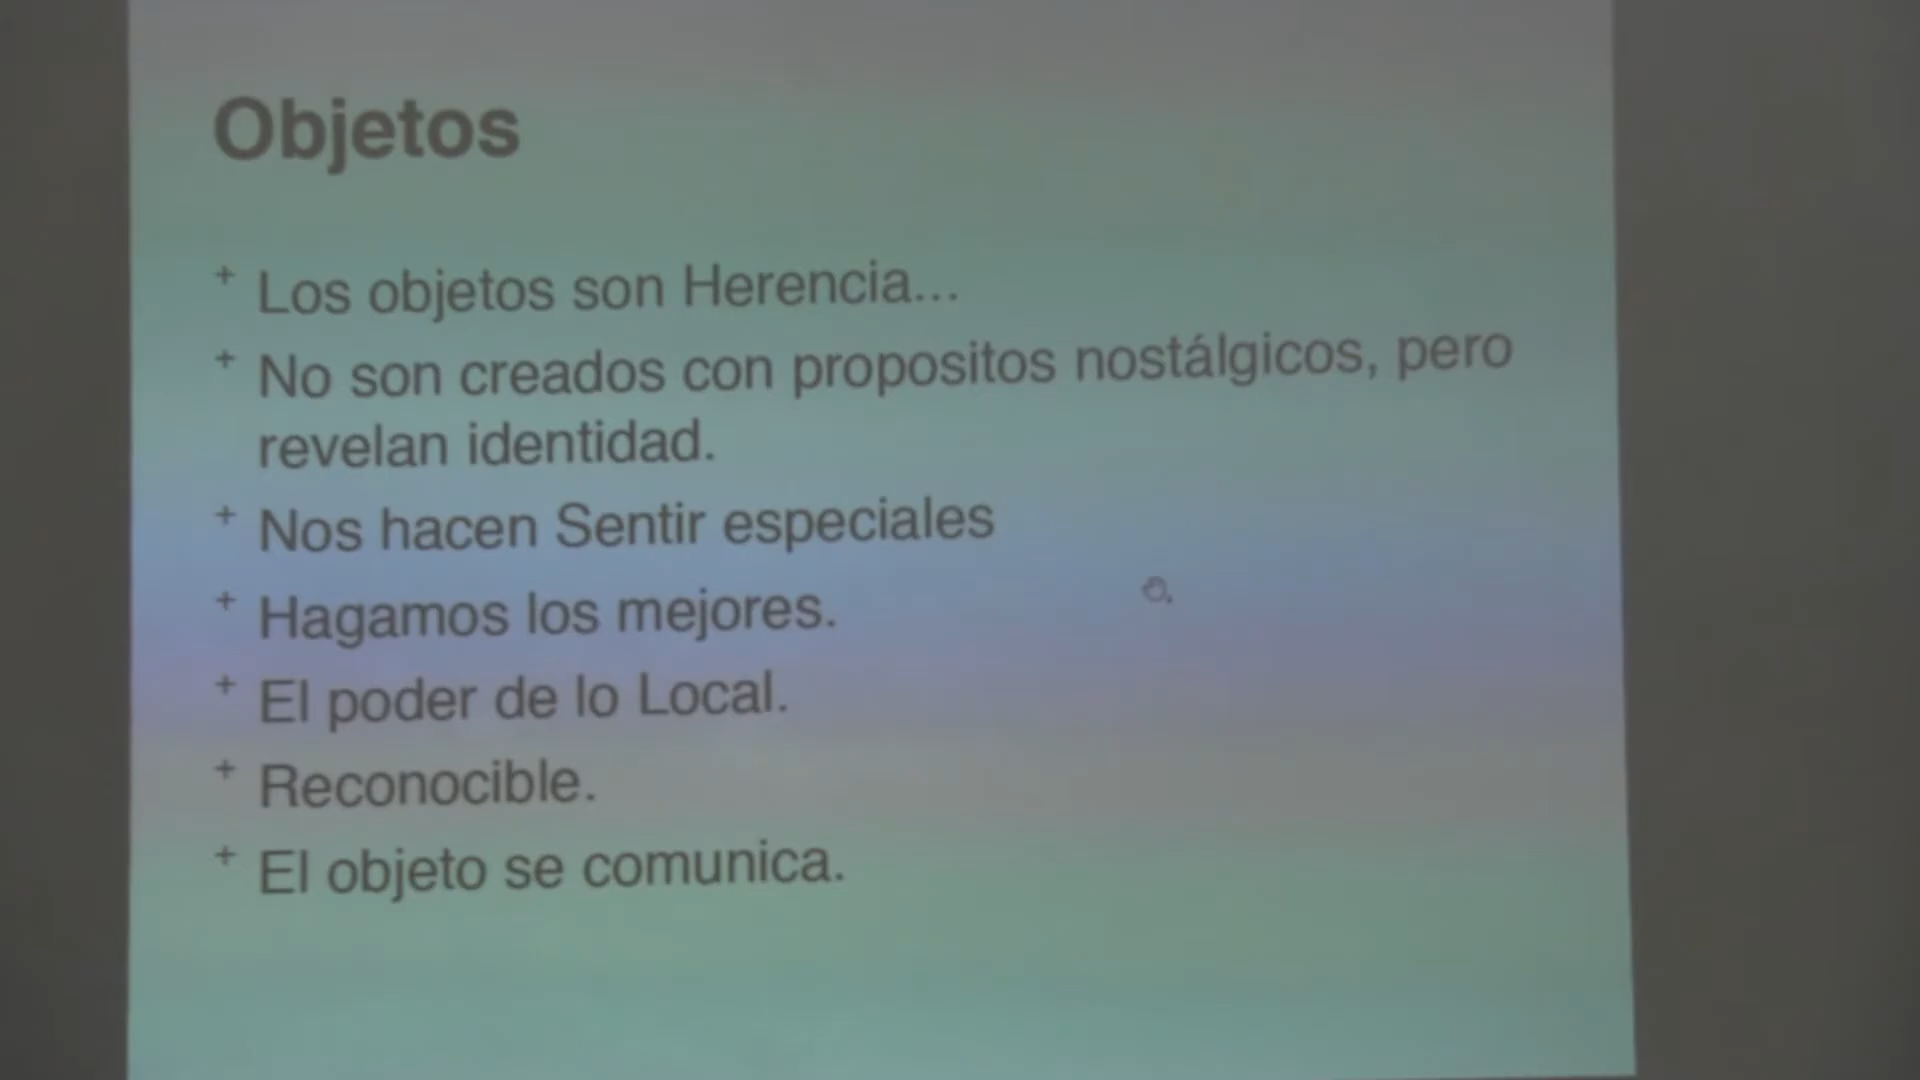 Objetos
+ Los objetos son Herencia...
+ No son creados con propositos nostálgicos, pero
revelan identidad.
+ Nos hacen Sentir especiales
+ Hagamos los mejores.
+ El poder de lo Local.
+ Reconocible.
+ El objeto se comunica.